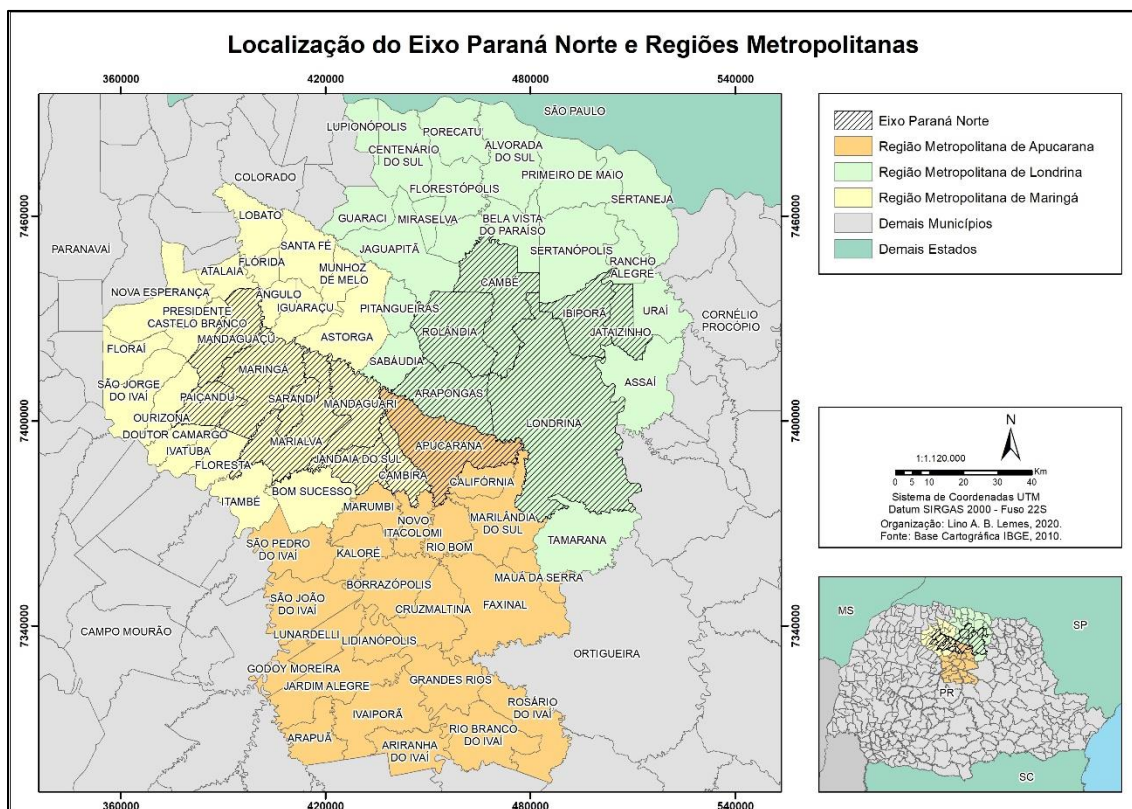 Localização do Eixo Paraná Norte e Regiões Metropolitanas
360000
420000
480000
540000
SÃO PAULO
LUPIONÓPOLIS
PORECATU
CENTENÁRIO
DO SUL
ALVORADA
DO SUL
COLORADO
FLORESTÓPOLIS
PRIMEIRO DE MAIO
SERTANEJA
LOBATO
GUARACI
MIRASELVA
BELA VISTA
DO PARAÍSO
7460000
7460000
PARANAVAÍ
SANTA FÉ
JAGUAPITÃ
SERTANÓPOLIS
RANCHO
ALEGRE
FLÓRIDA
ATALAIA
MUNHOZ
DE MELO
CAMBÉ
NOVA ESPERANÇA
ÂNGULO
IGUARAÇU
PITANGUEIRAS
IBIPORÃ
URAÍ
CORNÉLIO
PROCÓPIO
PRESIDENTE
CASTELO BRANCO
MANDAGUAÇU
ROLÂNDIA
JATAIZINHO
FLORAÍ
ASTORGA
SABÁUDIA
MARINGÁ
ASSAÍ
SÃO JORGE
DO IVAÍ
PAIÇANDU
SARANDI
MANDAGUARI
ARAPONGAS
LONDRINA
7400000
7400000
OURIZONA
DOUTOR CAMARGO
MARIALVA
APUCARANA
IVATUBA
FLORESTA
JANDAIA DO SUL
CAMBIRA
CALIFÓRNIA
ITAMBÉ
BOM SUCESSO
MARUMBI
NOVO
ITACOLOMI
MARILÂNDIA
DO SUL
SÃO PEDRO
DO IVAÍ
KALORÉ
RIO BOM
TAMARANA
BORRAZÓPOLIS
MAUÁ DA SERRA
SÃO JOÃO
DO IVAÍ
CRUZMALTINA
FAXINAL
CAMPO MOURÃO
LUNARDELLI
LIDIANÓPOLIS
7340000
7340000
ORTIGUEIRA
GODOY MOREIRA
JARDIM ALEGRE
GRANDES RIOS
ROSÁRIO
DO IVAÍ
IVAIPORÃ
ARAPUÃ
RIO BRANCO
DO IVAÍ
ARIRANHA
DO IVAÍ
360000
420000
480000
540000
Eixo Paraná Norte
Região Metropolitana de Apucarana
Região Metropolitana de Londrina
Região Metropolitana de Maringá
Demais Municípios
Demais Estados
N
1:1.120.000
0 5 10 20 30 40
Km
Sistema de Coordenadas UTM
Datum SIRGAS 2000 - Fuso 22S
Organização: Lino A. B. Lemes, 2020.
Fonte: Base Cartográfica IBGE, 2010.
MS
SP
PR
SC